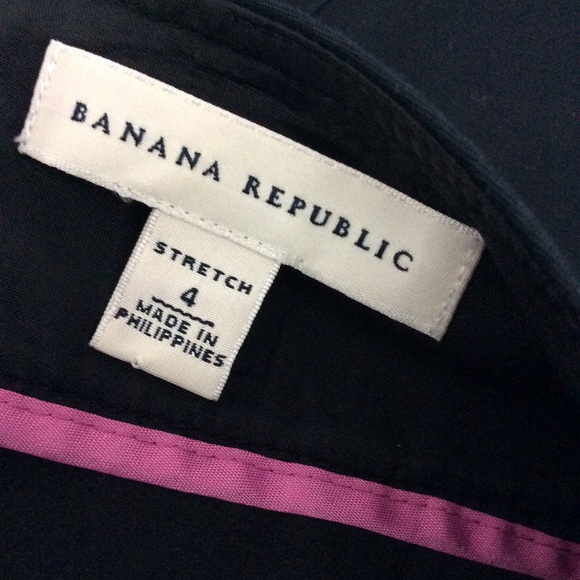 BANANA REPUBLIC
STRETCH
4
MADE IN
PHILIPPINES